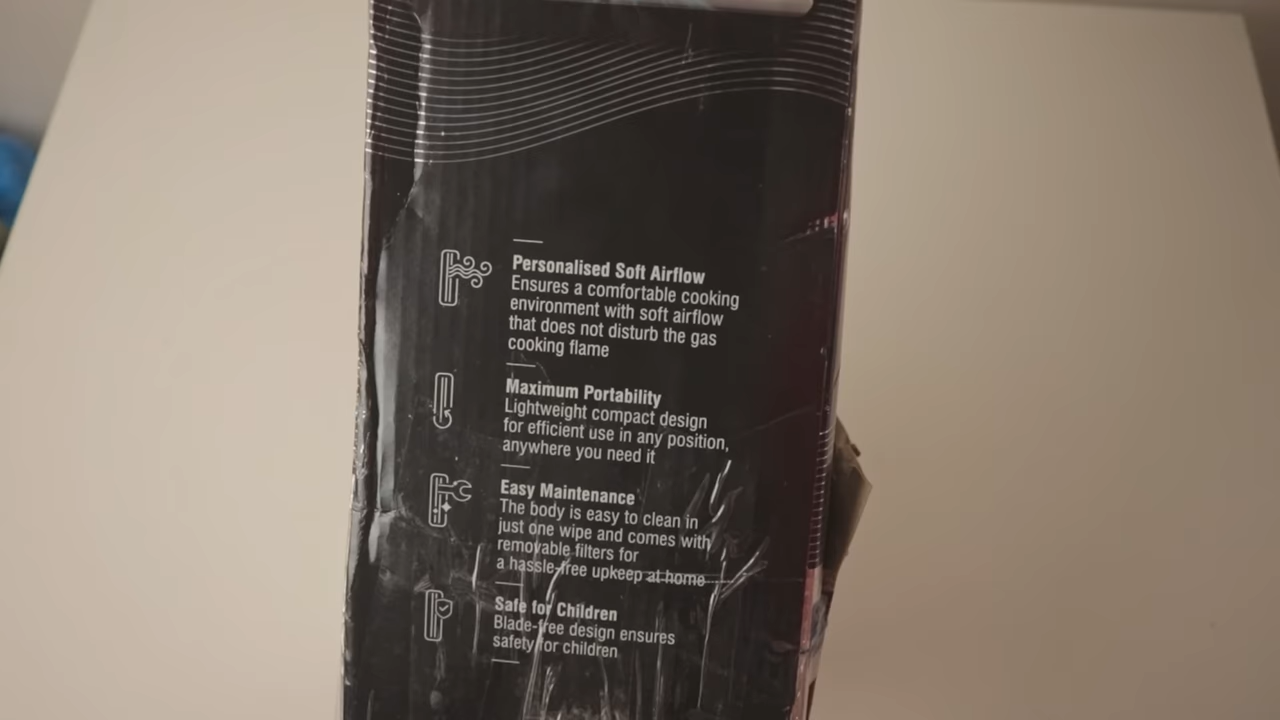 Personalised Soft Airflow
Ensures a comfortable cooking
environment with soft airflow
that does not disturb the gas
cooking flame
Maximum Portability
Lightweight compact design
for efficient use in any position,
anywhere you need it
Easy Maintenance
The body is easy to clean in
just one wipe and comes with
removable filters for
a hassle-free upkeep at home
Safe for Children
Blade-free design ensures
safety for children